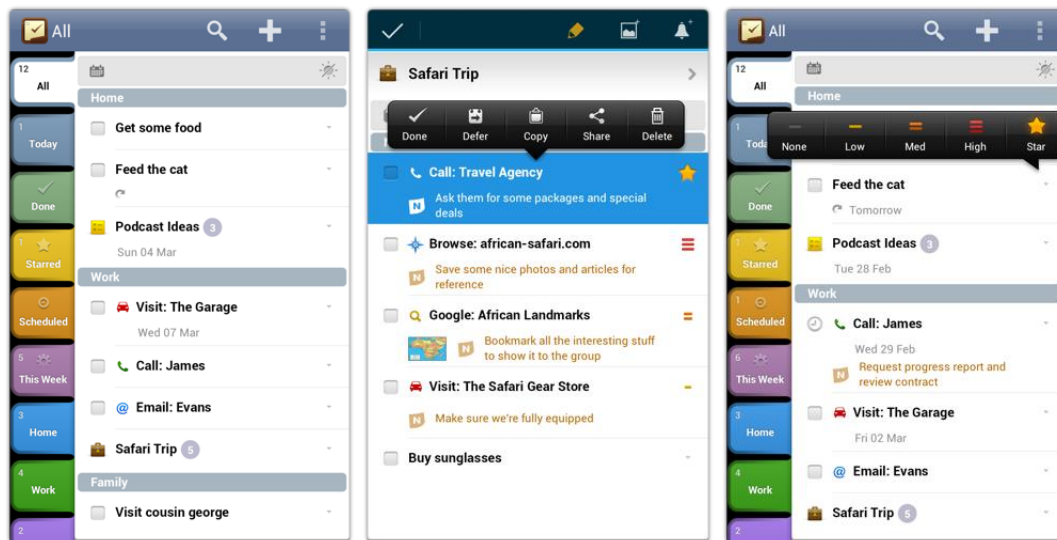 All
12
All
Home
1
Today
Get some food
Feed the cat
Done
Podcast Ideas 3
Sun 04 Mar
1
Starred
Work
Visit: The Garage
Wed 07 Mar
Scheduled
5
This Week
Call: James
Email: Evans
3
Home
Safari Trip 5
4
Work
Family
Visit cousin george
2
Safari Trip
Done Defer Copy Share Delete
Call: Travel Agency
N
Ask them for some packages and special
deals
Browse: african-safari.com
N
Save some nice photos and articles for
reference
Google: African Landmarks
N
Bookmark all the interesting stuff
to show it to the group
Visit: The Safari Gear Store
N
Make sure we're fully equipped
Buy sunglasses
All
12
All
Home
1
None Low Med High Star
Feed the cat
Tomorrow
Done
Podcast Ideas 3
Tue 28 Feb
1
Starred
Work
1
Scheduled
Call: James
Wed 29 Feb
N
Request progress report and
review contract
6
This Week
Visit: The Garage
Fri 02 Mar
3
Home
Email: Evans
4
Work
Safari Trip 5
2